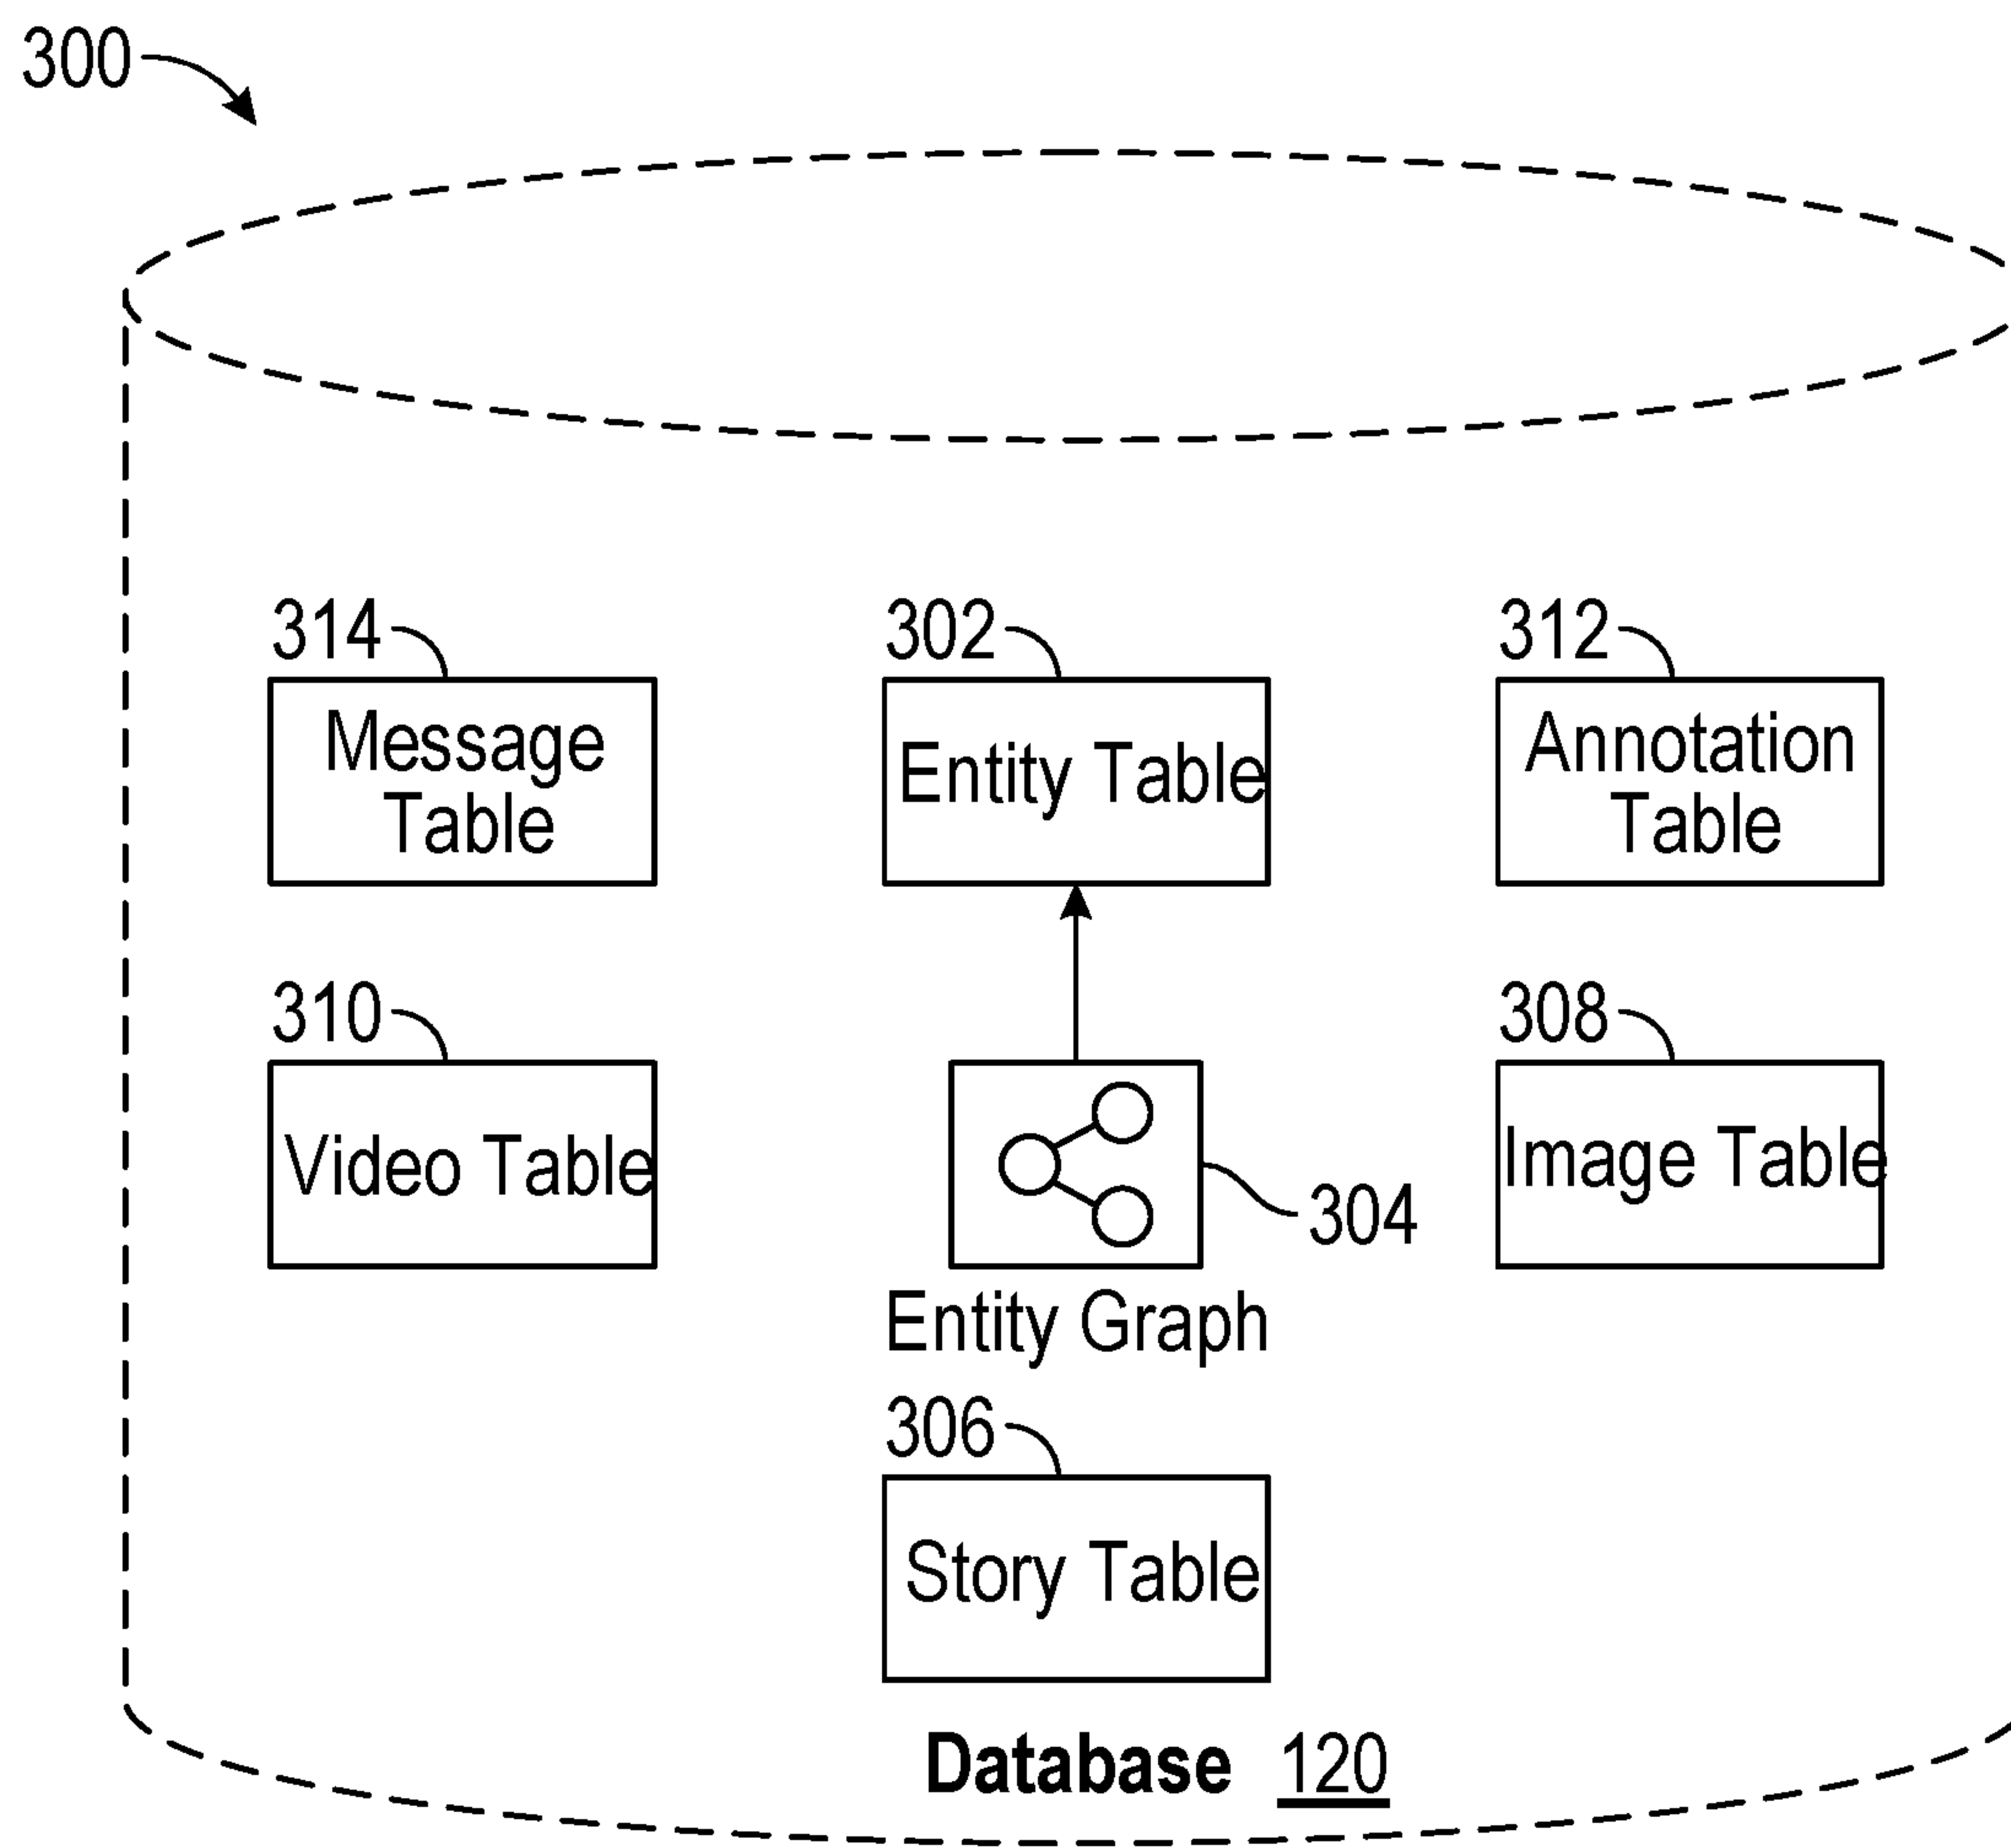 300
314
302
312
Message
Table
Entity Table
Annotation
Table
310
308
Video Table
Image Table
304
Entity Graph
306
Story Table
Database 120